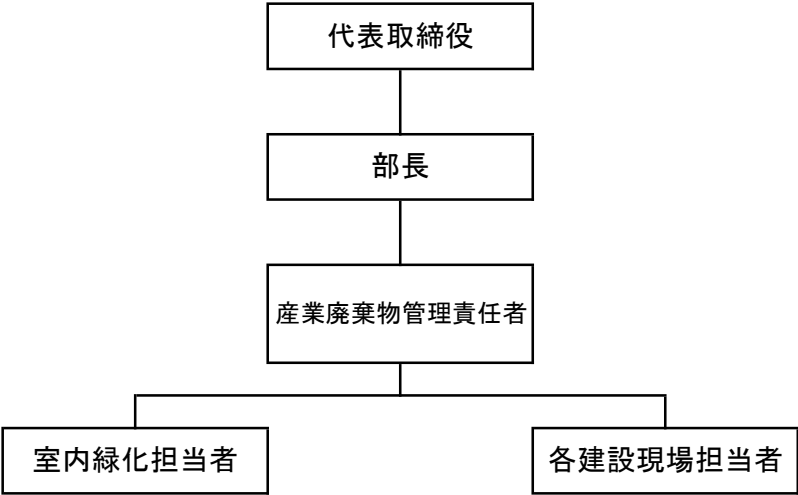 代表取締役
部長
産業廃棄物管理責任者
室内緑化担当者
各建設現場担当者